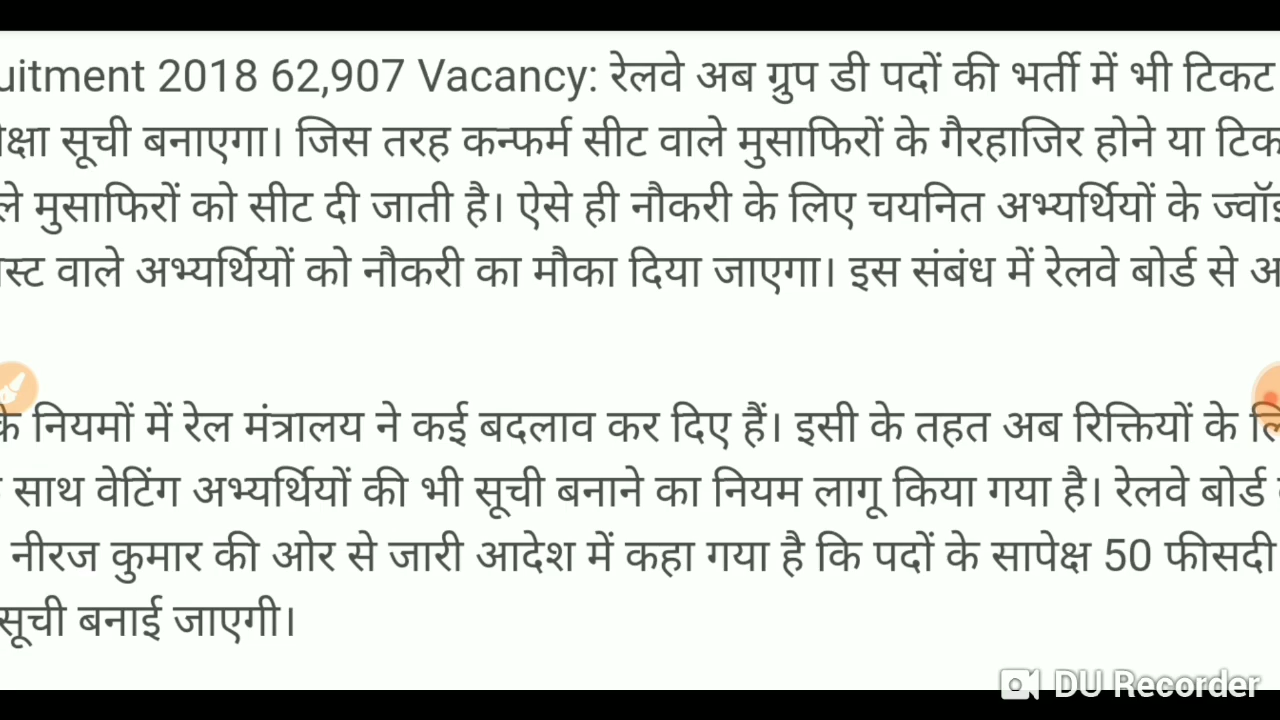 uitment 2018 62,907 Vacancy: रेलवे अब ग्रुप डी पदों की भर्ती में भी टिकट
क्षा सूची बनाएगा। जिस तरह कन्फर्म सीट वाले मुसाफिरों के गैरहाजिर होने या टिक
ले मुसाफिरों को सीट दी जाती है। ऐसे ही नौकरी के लिए चयनित अभ्यर्थियों के ज्वॉइ
स्ट वाले अभ्यर्थियों को नौकरी का मौका दिया जाएगा। इस संबंध में रेलवे बोर्ड से अ
के नियमों में रेल मंत्रालय ने कई बदलाव कर दिए हैं। इसी के तहत अब रिक्तियों के लि
साथ वेटिंग अभ्यर्थियों की भी सूची बनाने का नियम लागू किया गया है। रेलवे बोर्ड
नीरज कुमार की ओर से जारी आदेश में कहा गया है कि पदों के सापेक्ष 50 फीसदी
सूची बनाई जाएगी।
DU Recorder